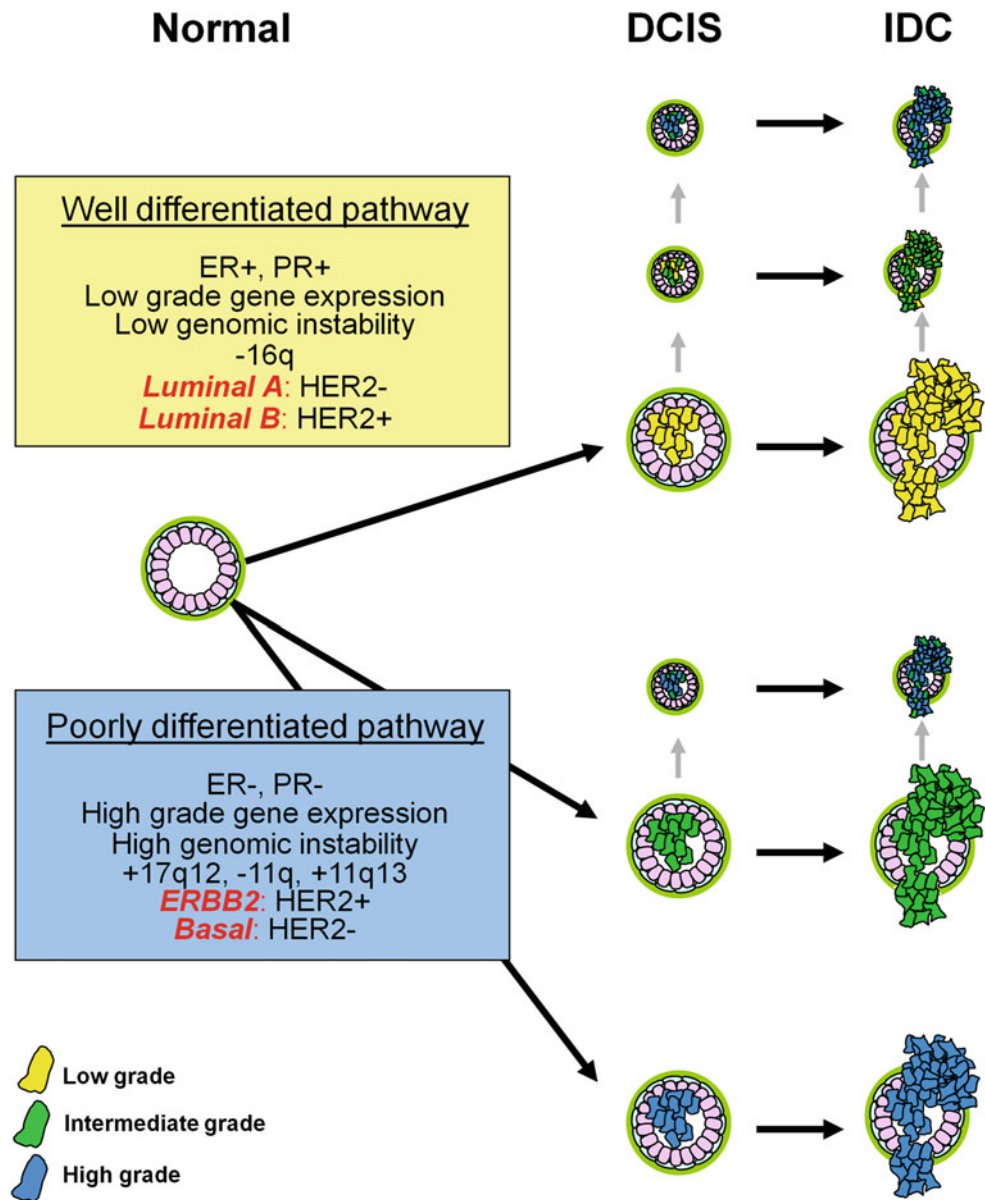 Normal DCIS IDC
Well differentiated pathway
ER+, PR+
Low grade gene expression
Low genomic instability
-16q
Luminal A: HER2-
Luminal B: HER2+
Poorly differentiated pathway
ER-, PR-
High grade gene expression
High genomic instability
+17q12, -11q, +11q13
ERBB2: HER2+
Basal: HER2-
Low grade
Intermediate grade
High grade